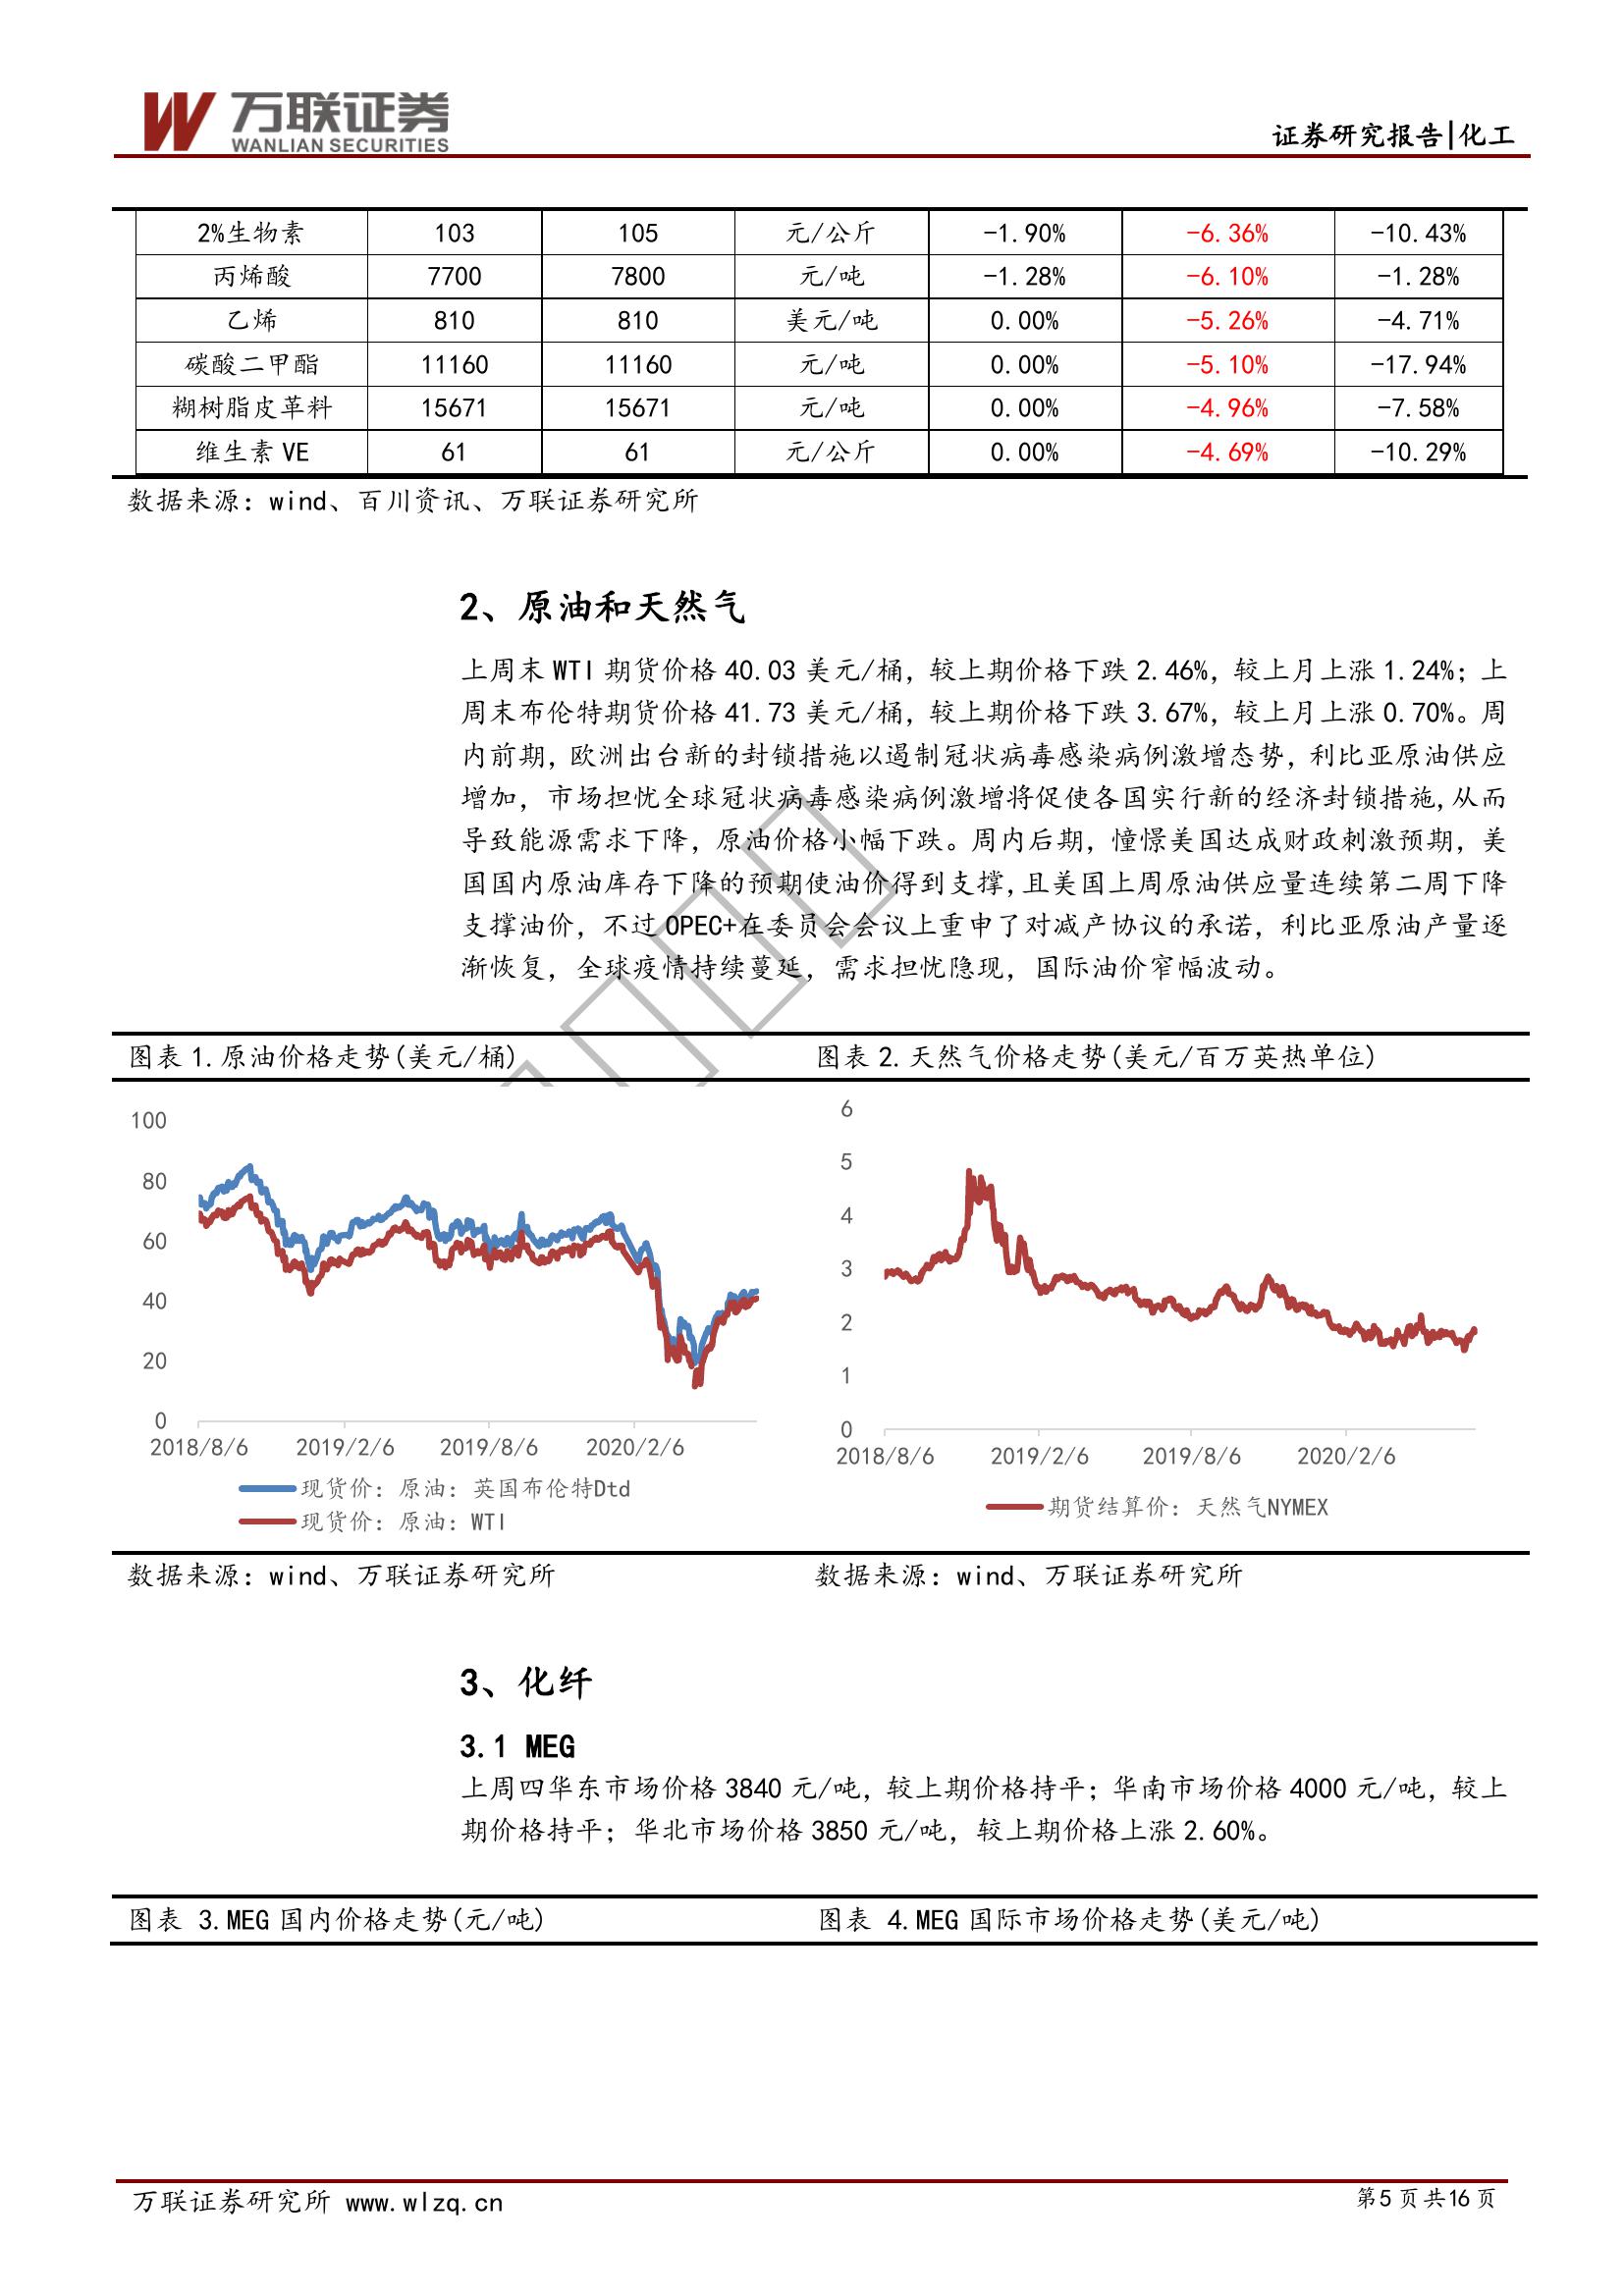 万联证券
WANLIAN SECURITIES
证券研究报告|化工
2%生物素 103 105 元/公斤 -1.90% -6.36% -10.43%
丙烯酸 7700 7800 元/吨 -1.28% -6.10% -1.28%
乙烯 810 810 美元/吨 0.00% -5.26% -4.71%
碳酸二甲酯 11160 11160 元/吨 0.00% -5.10% -17.94%
糊树脂皮革料 15671 15671 元/吨 0.00% -4.96% -7.58%
维生素 VE 61 61 元/公斤 0.00% -4.69% -10.29%
数据来源：wind、百川资讯、万联证券研究所
2、原油和天然气
上周末 WTI 期货价格 40.03 美元/桶，较上期价格下跌 2.46%，较上月上涨 1.24%；上
周末布伦特期货价格 41.73 美元/桶，较上期价格下跌 3.67%，较上月上涨 0.70%。周
内前期，欧洲出台新的封锁措施以遏制冠状病毒感染病例激增态势，利比亚原油供应
增加，市场担忧全球冠状病毒感染病例激增将促使各国实行新的经济封锁措施,从而
导致能源需求下降，原油价格小幅下跌。周内后期，憧憬美国达成财政刺激预期，美
国国内原油库存下降的预期使油价得到支撑,且美国上周原油供应量连续第二周下降
支撑油价，不过 OPEC+在委员会会议上重申了对减产协议的承诺，利比亚原油产量逐
渐恢复，全球疫情持续蔓延，需求担忧隐现，国际油价窄幅波动。
图表 1.原油价格走势(美元/桶)
100
80
60
40
20
0
2018/8/6 2019/2/6 2019/8/6 2020/2/6
现货价：原油：英国布伦特Dtd
现货价：原油：WTI
数据来源：wind、万联证券研究所
图表 2.天然气价格走势(美元/百万英热单位)
6
5
4
3
2
1
0
2018/8/6 2019/2/6 2019/8/6 2020/2/6
期货结算价：天然气NYMEX
数据来源：wind、万联证券研究所
3、化纤
3.1 MEG
上周四华东市场价格 3840 元/吨，较上期价格持平；华南市场价格 4000 元/吨，较上
期价格持平；华北市场价格 3850 元/吨，较上期价格上涨 2.60%。
图表 3.MEG 国内价格走势(元/吨)
图表 4.MEG 国际市场价格走势(美元/吨)
万联证券研究所 www.wlzq.cn
第5页共16页